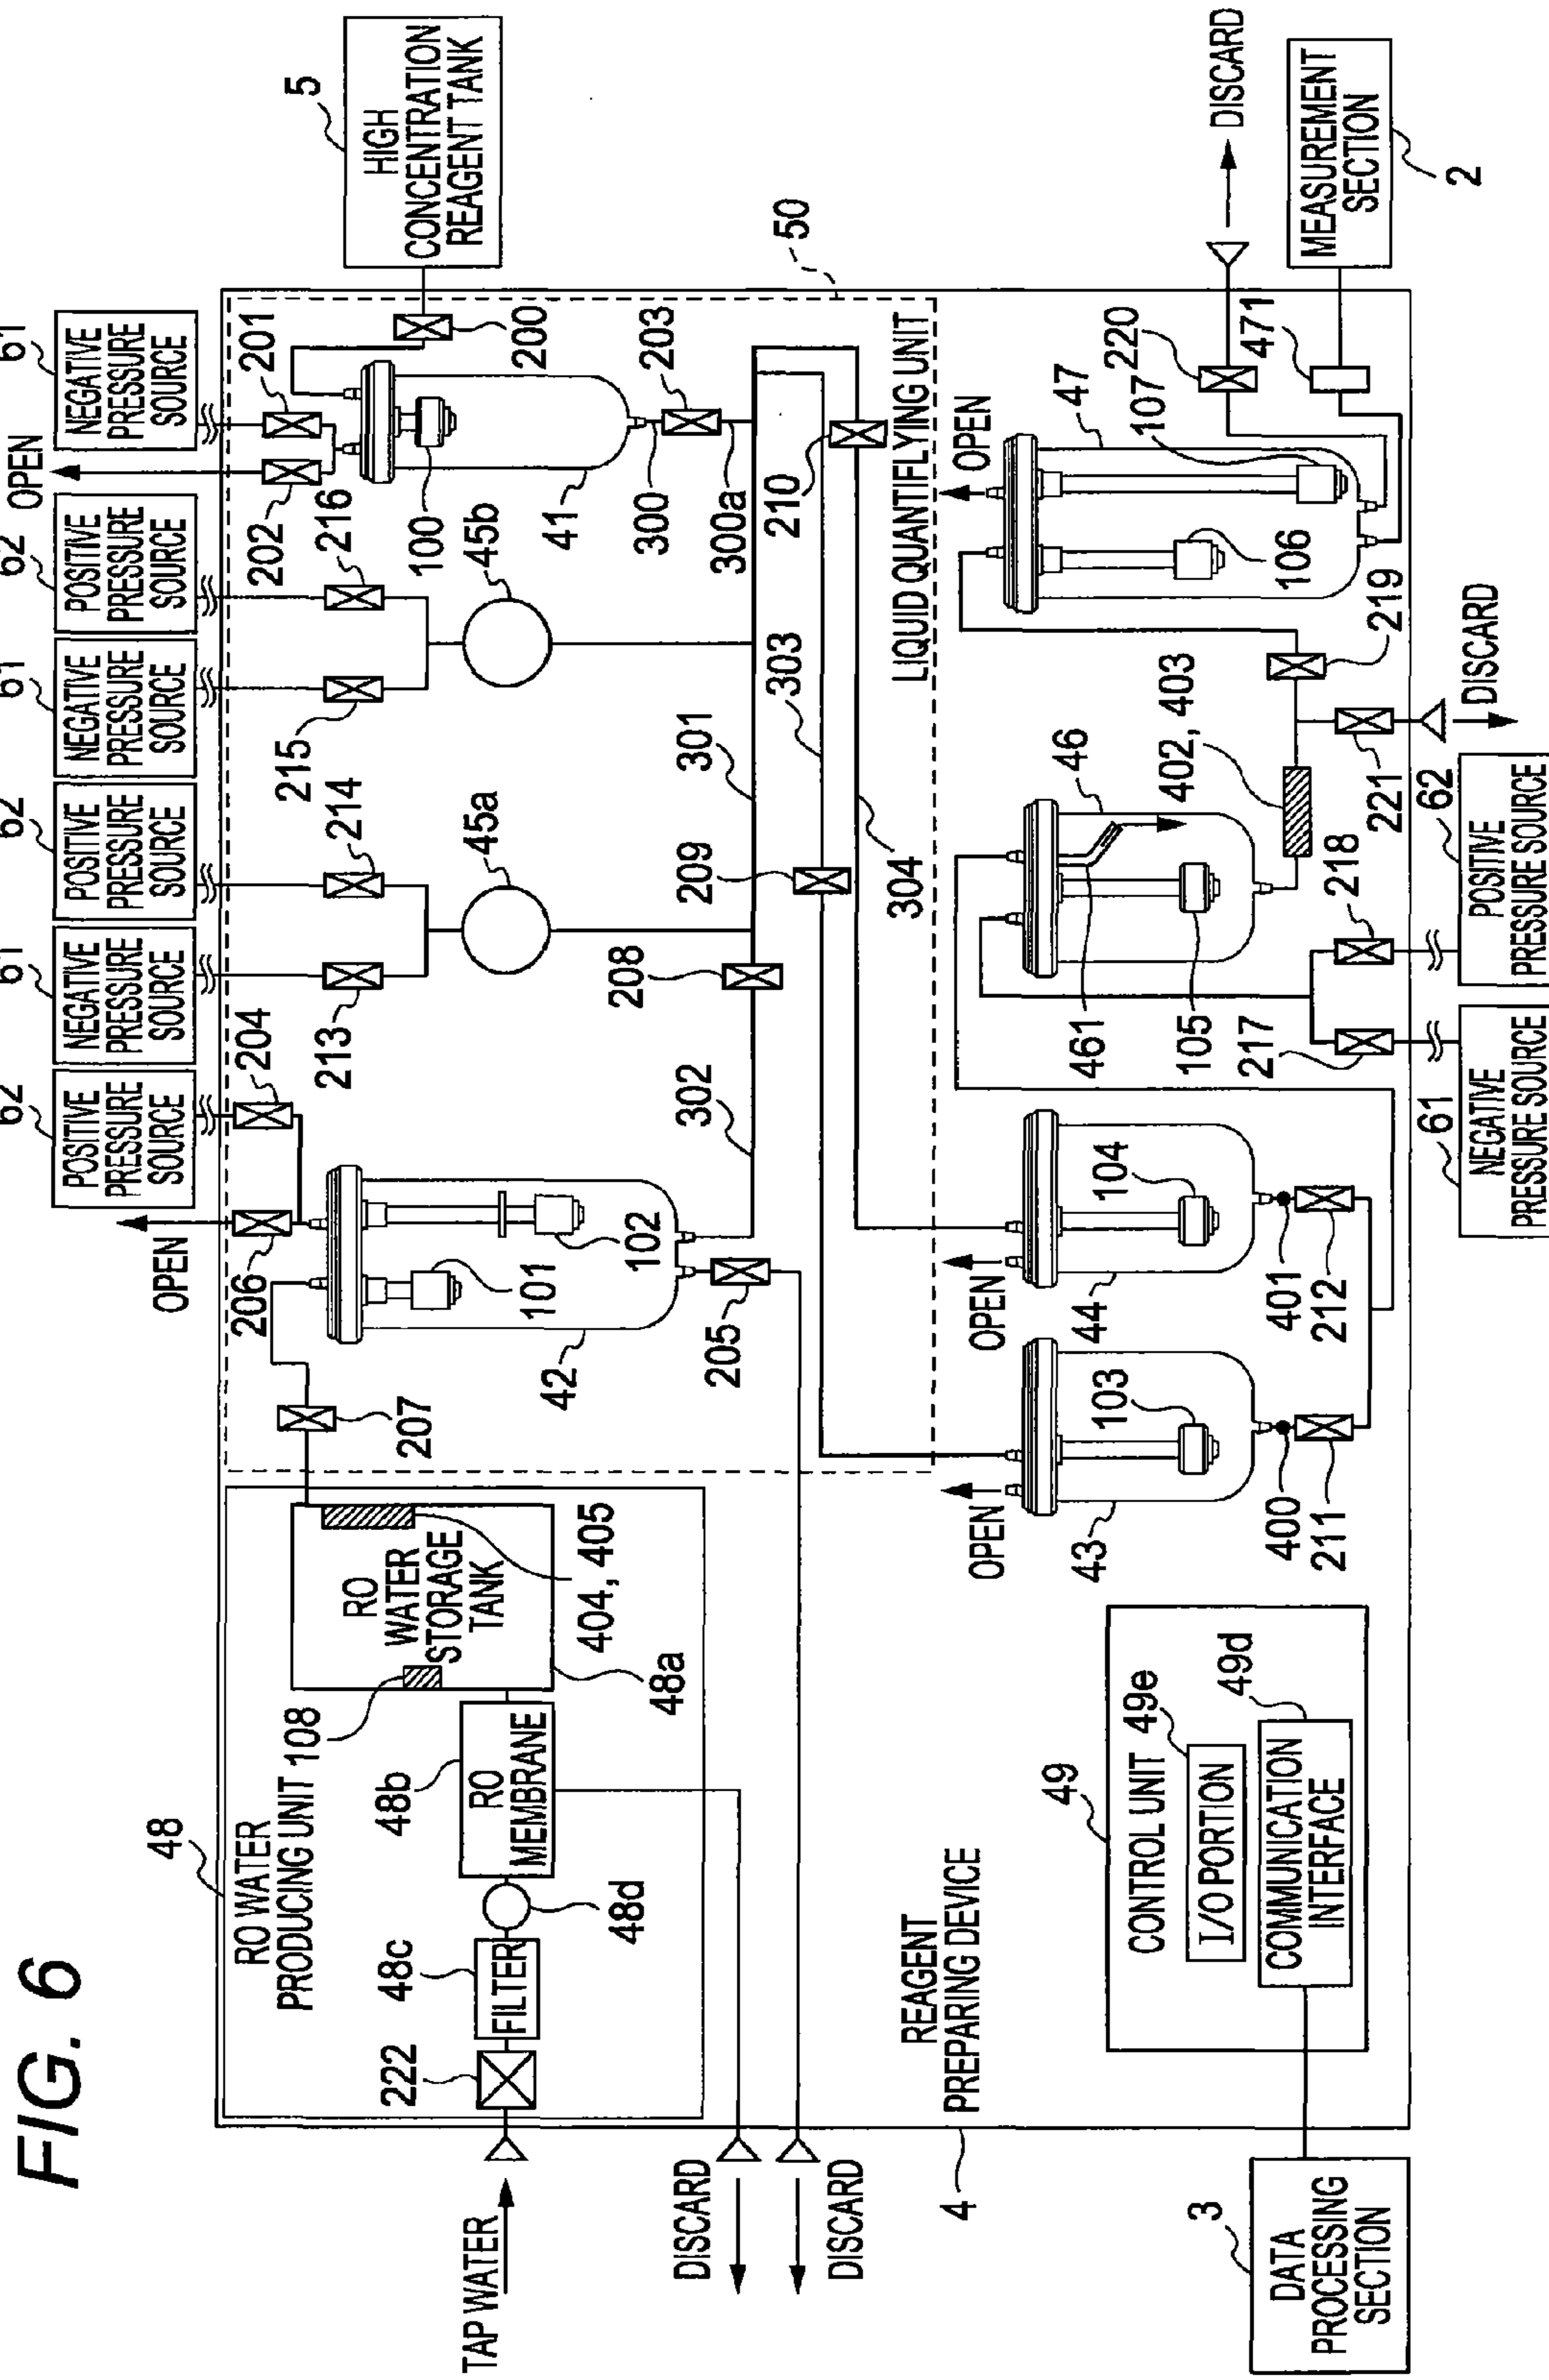 FIG. 6
62
61
62
61
62
61
POSITIVE
PRESSURE
SOURCE
NEGATIVE
PRESSURE
SOURCE
POSITIVE
PRESSURE
SOURCE
NEGATIVE
PRESSURE
SOURCE
POSITIVE
PRESSURE
SOURCE
NEGATIVE
PRESSURE
SOURCE
OPEN
OPEN
48
206
204
213
214
215
216
202
201
5
HIGH
CONCENTRATION
REAGENT TANK
RO WATER
PRODUCING UNIT
108
RO
WATER
STORAGE
TANK
207
101
102
45a
45b
100
200
TAP WATER
222
48c
FILTER
48d
48b
RO
MEMBRANE
48a
404, 405
42
41
205
302
208
301
300
203
300a
209
303
210
50
304
LIQUID QUANTIFLYING UNIT
DISCARD
DISCARD
4
REAGENT
PREPARING DEVICE
OPEN
OPEN
OPEN
43
103
44
104
46
461
105
402, 403
47
106
107
220
471
DISCARD
400
211
401
212
217
218
221
219
DISCARD
MEASUREMENT
SECTION
2
49
CONTROL UNIT
49e
I/O PORTION
49d
COMMUNICATION
INTERFACE
3
DATA
PROCESSING
SECTION
61
NEGATIVE
PRESSURE SOURCE
62
POSITIVE
PRESSURE SOURCE